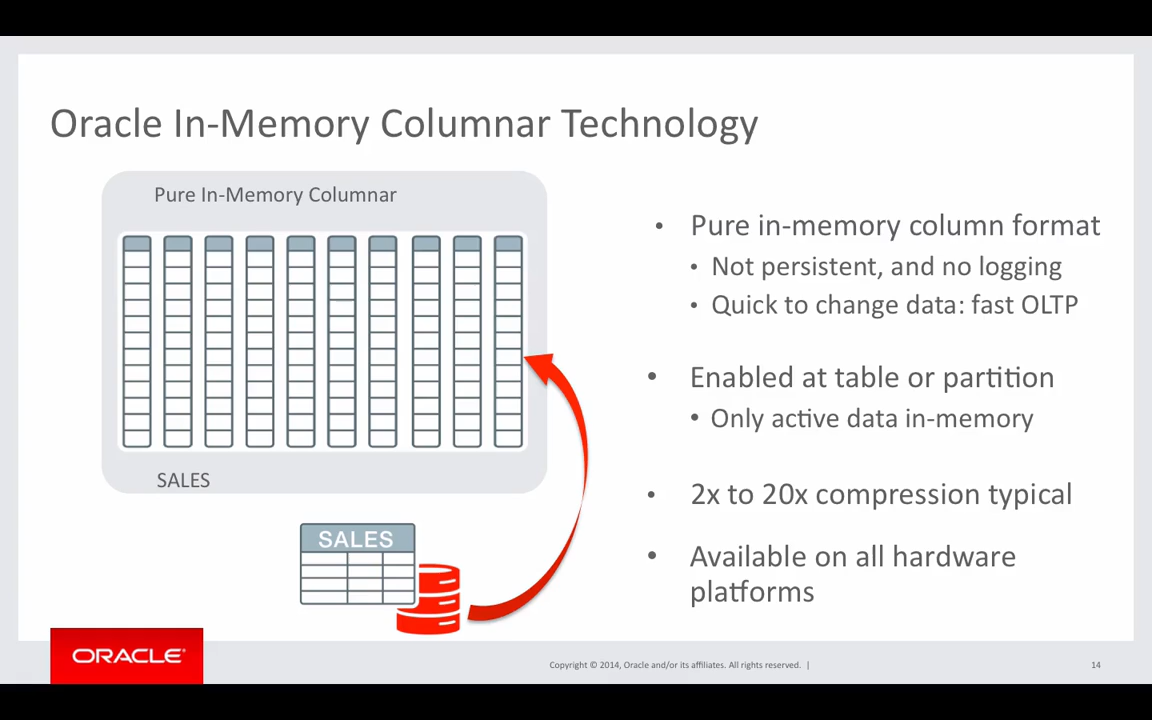 Oracle In-Memory Columnar Technology
Pure In-Memory Columnar
SALES
SALES
• Pure in-memory column format
• Not persistent, and no logging
• Quick to change data: fast OLTP
• Enabled at table or partition
• Only active data in-memory
• 2x to 20x compression typical
• Available on all hardware
platforms
ORACLE®
Copyright © 2014, Oracle and/or its affiliates. All rights reserved. |
14